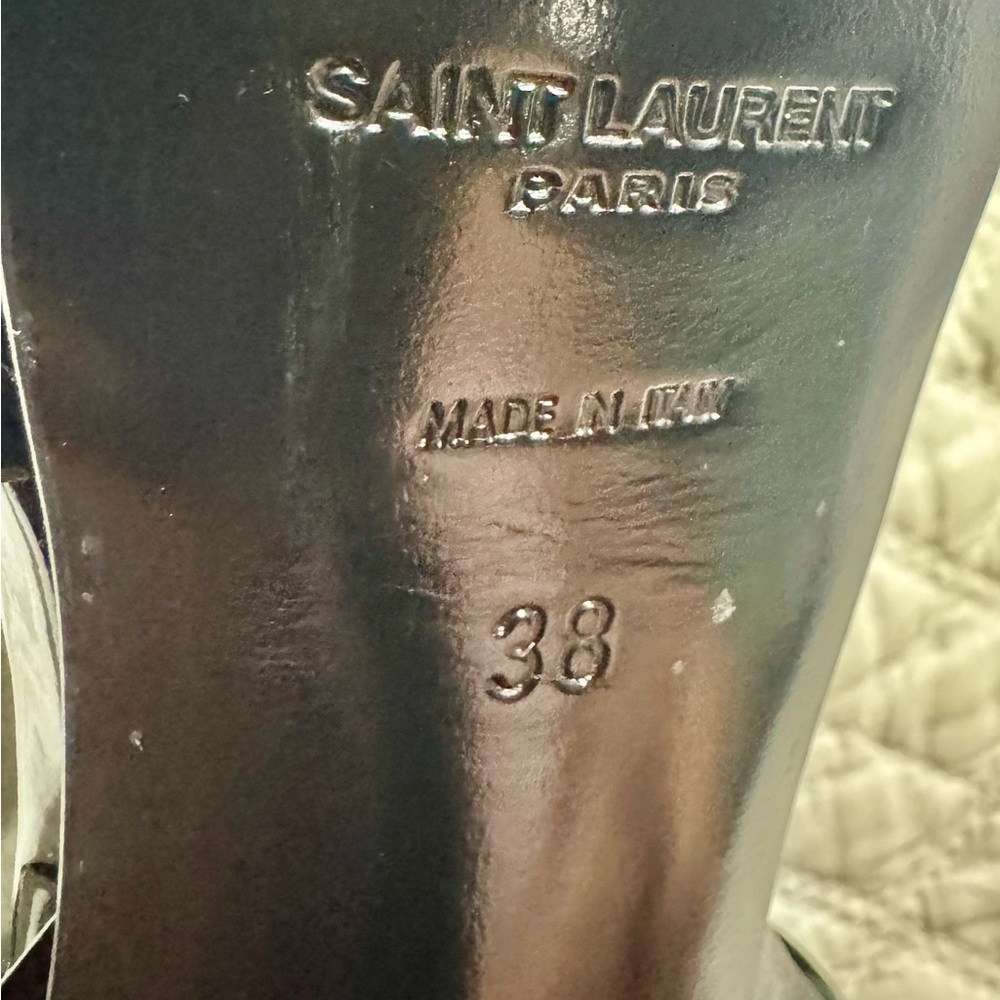 SAINT LAURENT
PARIS
MADE IN ITALY
38